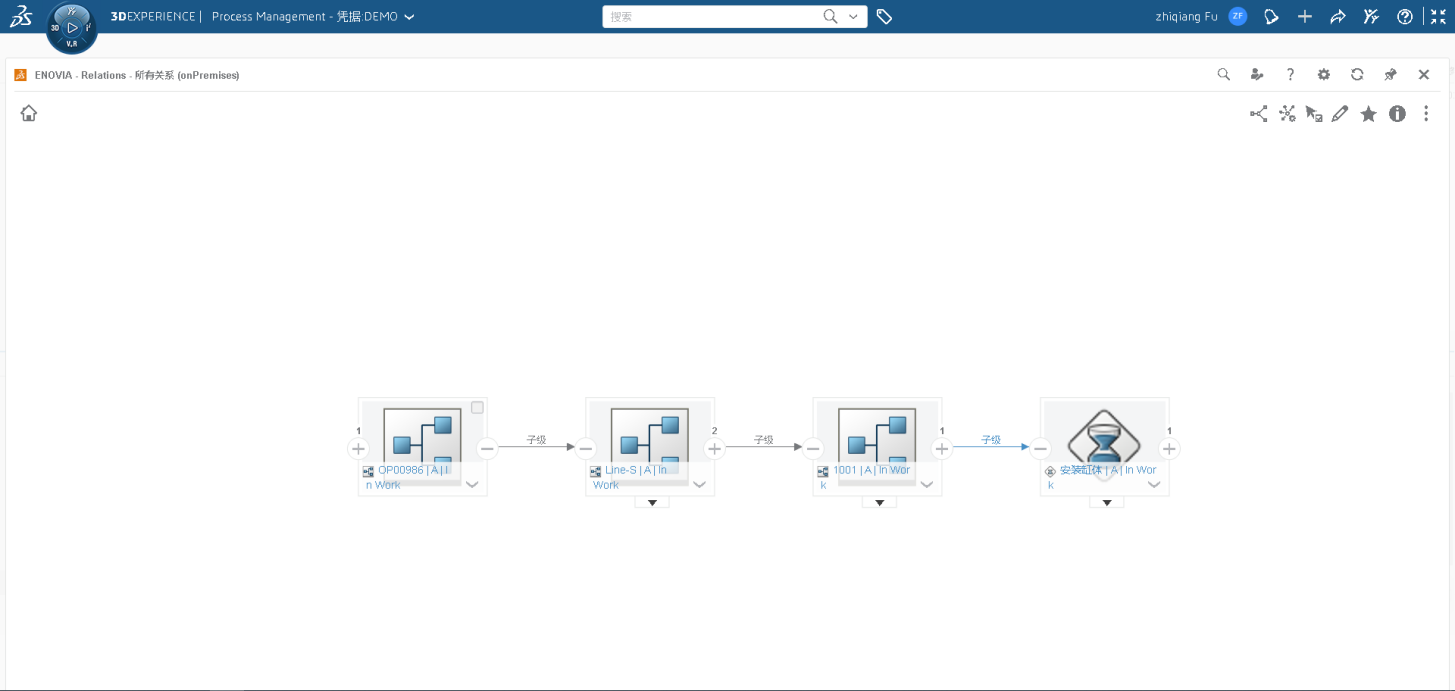 3DEXPERIENCE | Process Management - 凭据 DEMO
搜索
zhiqiang Fu ZF
3D
V.R
ENOVIA - Relations - 所有关系 (onPremises)
1
2
1
1
子级
子级
子级
OP00986 | A | I
n Work
Line-S | A | In
Work
1001 | A | In Wor
k
安装缸体 | A | In Wor
k